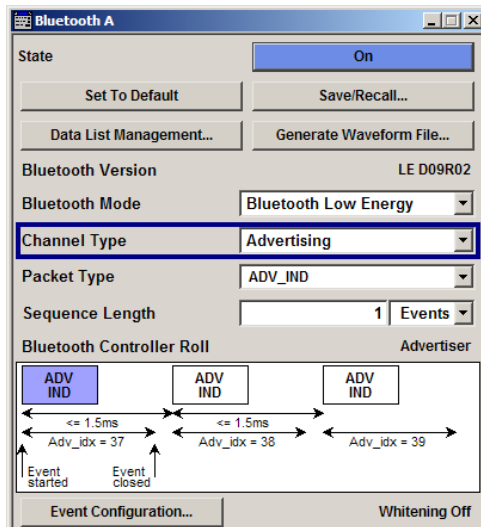 Bluetooth A
State On
Set To Default Save/Recall...
Data List Management... Generate Waveform File...
Bluetooth Version LE D09R02
Bluetooth Mode Bluetooth Low Energy
Channel Type Advertising
Packet Type ADV_IND
Sequence Length 1 Events
Bluetooth Controller Roll Advertiser
ADV ADV ADV
IND IND IND
<= 1.5ms <= 1.5ms
Adv_idx = 37 Adv_idx = 38 Adv_idx = 39
Event Event
started closed
Event Configuration... Whitening Off